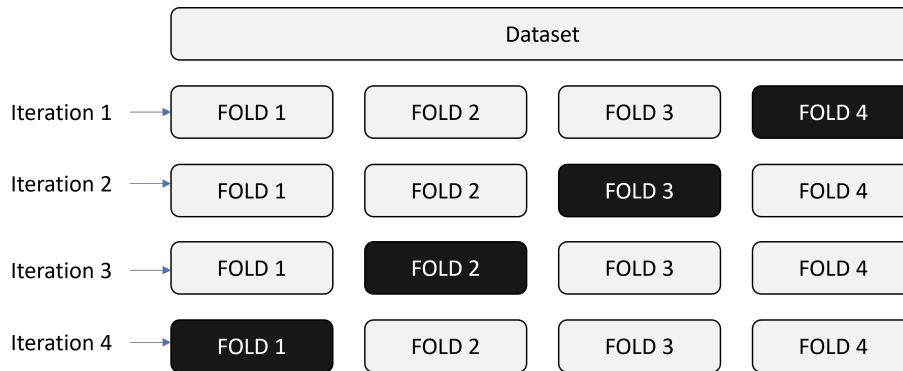 Dataset
Iteration 1 FOLD 1 FOLD 2 FOLD 3 FOLD 4
Iteration 2 FOLD 1 FOLD 2 FOLD 3 FOLD 4
Iteration 3 FOLD 1 FOLD 2 FOLD 3 FOLD 4
Iteration 4 FOLD 1 FOLD 2 FOLD 3 FOLD 4